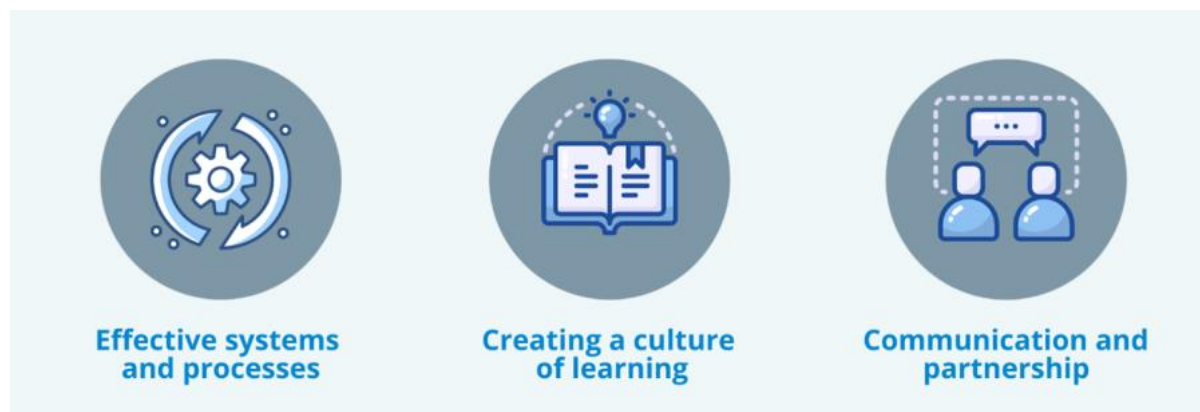 Effective systems
and processes
Creating a culture
of learning
Communication and
partnership